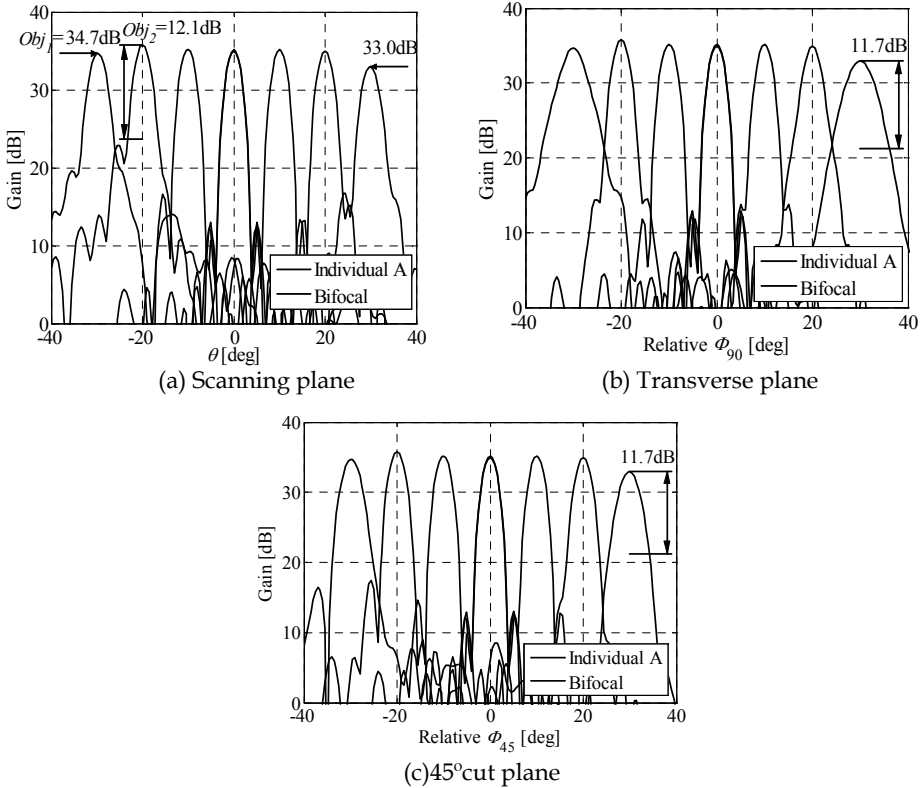 Obj₁=34.7dB
Obj₂=12.1dB
33.0dB
Gain [dB]
40
30
20
10
0
Individual A
Bifocal
-40 -20 0 20 40
θ [deg]
(a) Scanning plane
11.7dB
Gain [dB]
40
30
20
10
0
Individual A
Bifocal
-40 -20 0 20 40
Relative Φ₉₀ [deg]
(b) Transverse plane
11.7dB
Gain [dB]
40
30
20
10
0
Individual A
Bifocal
-40 -20 0 20 40
Relative Φ₄₅ [deg]
(c)45°cut plane